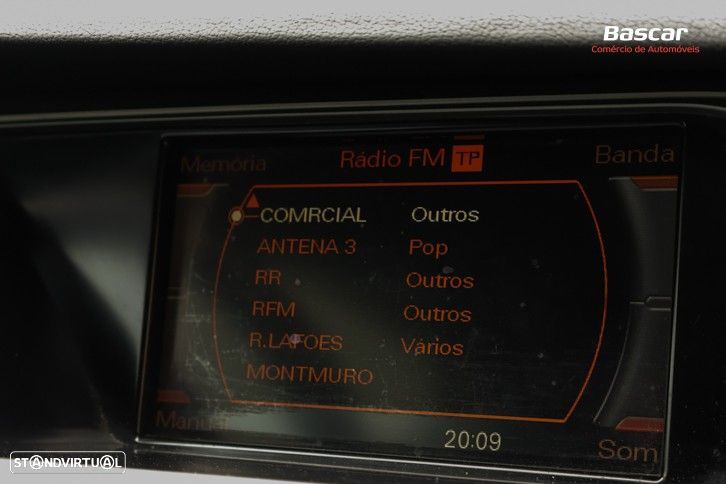 Bascar
Comércio de Automóveis
Memória Rádio FM TP Banda
COMRCIAL Outros
ANTENA 3 Pop
RR Outros
RFM Outros
R.LAFOES Vários
MONTMURO
Manual 20:09 Som
STANDVIRTUAL